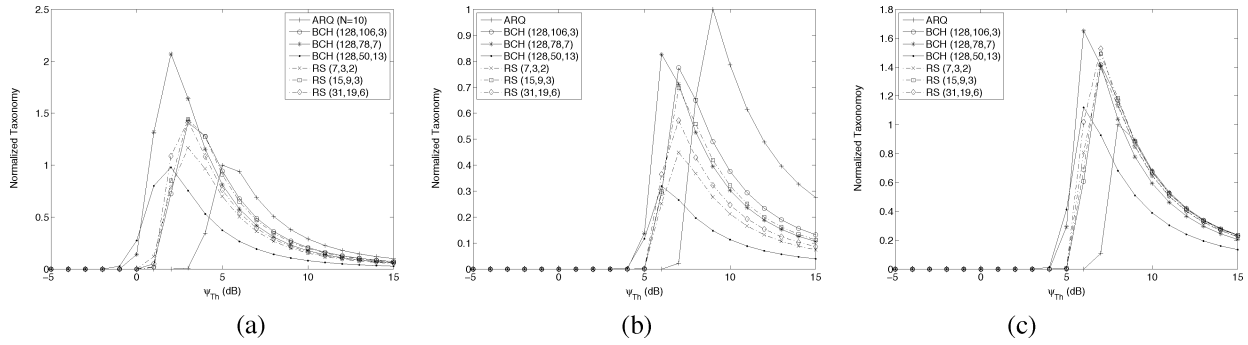 2.5
2
1.5
1
0.5
0
Normalized Taxonomy
−5
0
5
10
15
ψTh (dB)
ARQ (N=10)
BCH (128,106,3)
BCH (128,78,7)
BCH (128,50,13)
RS (7,3,2)
RS (15,9,3)
RS (31,19,6)
(a)
1
0.9
0.8
0.7
0.6
0.5
0.4
0.3
0.2
0.1
0
Normalized Taxonomy
−5
0
5
10
15
ψTh (dB)
ARQ
BCH (128,106,3)
BCH (128,78,7)
BCH (128,50,13)
RS (7,3,2)
RS (15,9,3)
RS (31,19,6)
(b)
1.8
1.6
1.4
1.2
1
0.8
0.6
0.4
0.2
0
Normalized Taxonomoy
−5
0
5
10
15
ψTh (dB)
ARQ
BCH (128,106,3)
BCH (128,78,7)
BCH (128,50,13)
RS (7,3,2)
RS (15,9,3)
RS (31,19,6)
(c)